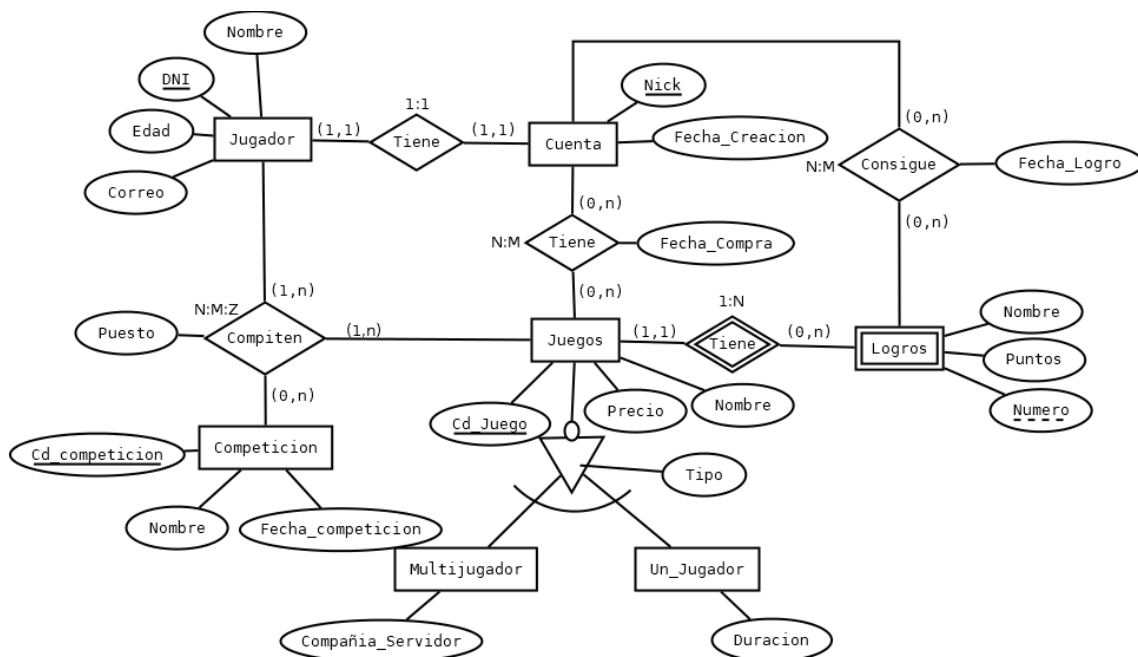 Nombre
DNI
Nick
1:1
Edad
Jugador
(1,1)
Tiene
(1,1)
Cuenta
Fecha_Creacion
(0,n)
Correo
N:M
Consigue
Fecha_Logro
(0,n)
N:M
Tiene
Fecha_Compra
(0,n)
(1,n)
(0,n)
N:M:Z
1:N
Nombre
Puesto
Compiten
(1,n)
Juegos
(1,1)
Tiene
(0,n)
Logros
Puntos
(0,n)
Cd_Juego
Precio
Nombre
Numero
Cd_competicion
Competicion
Tipo
Nombre
Fecha_competicion
Multijugador
Un_Jugador
Compañia_Servidor
Duracion